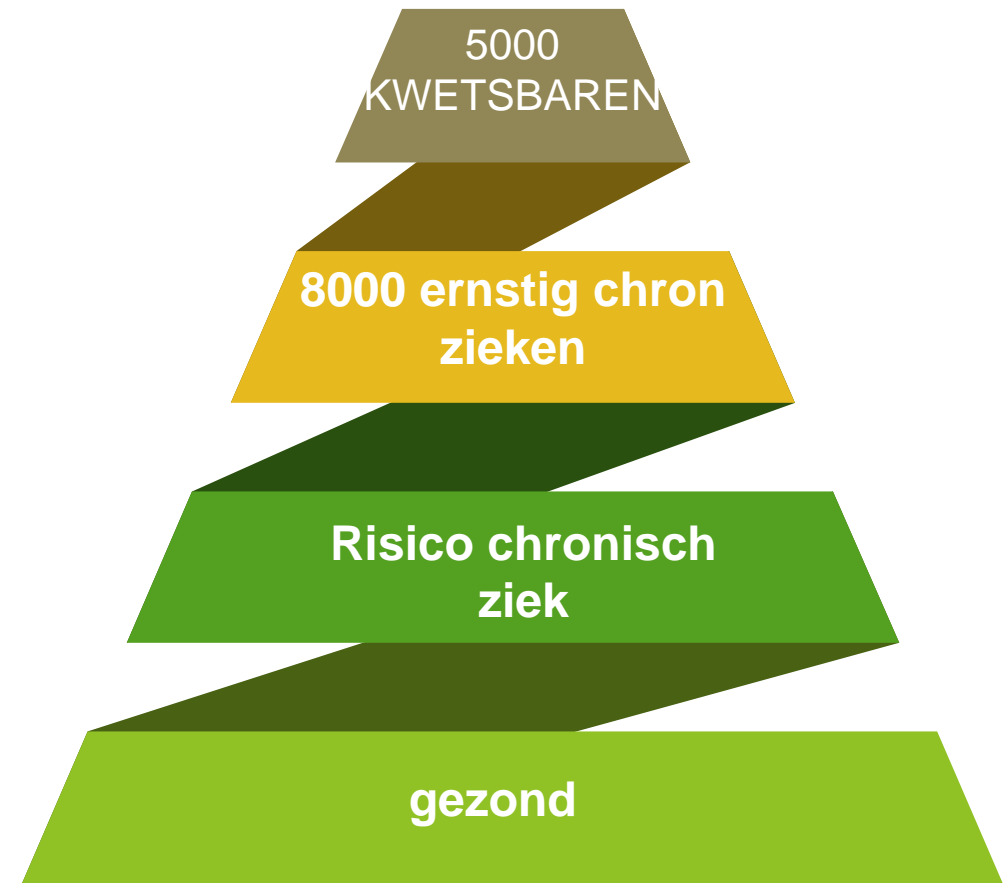 5000
KWETSBAREN
8000 ernstig chron
zieken
Risico chronisch
ziek
gezond